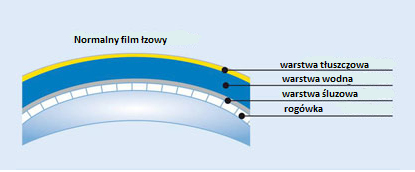 Normalny film łzowy
warstwa tłuszczowa
warstwa wodna
warstwa śluzowa
rogówka